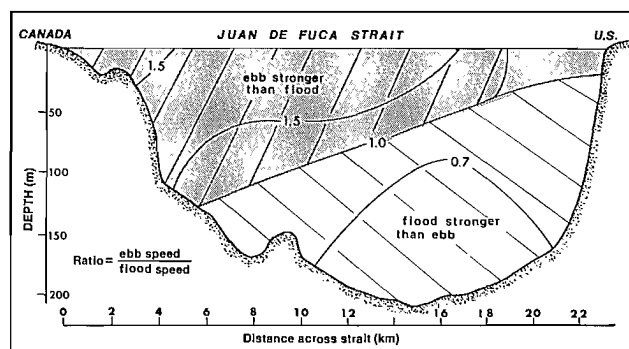 CANADA JUAN DE FUCA STRAIT U.S.
1.5
ebb stronger
than flood
50
1.5
1.0
100
0.7
DEPTH (m)
flood stronger
than ebb
150
Ratio = ebb speed
flood speed
200
0 2 4 6 8 10 12 14 16 18 20 22
Distance across strait (km)